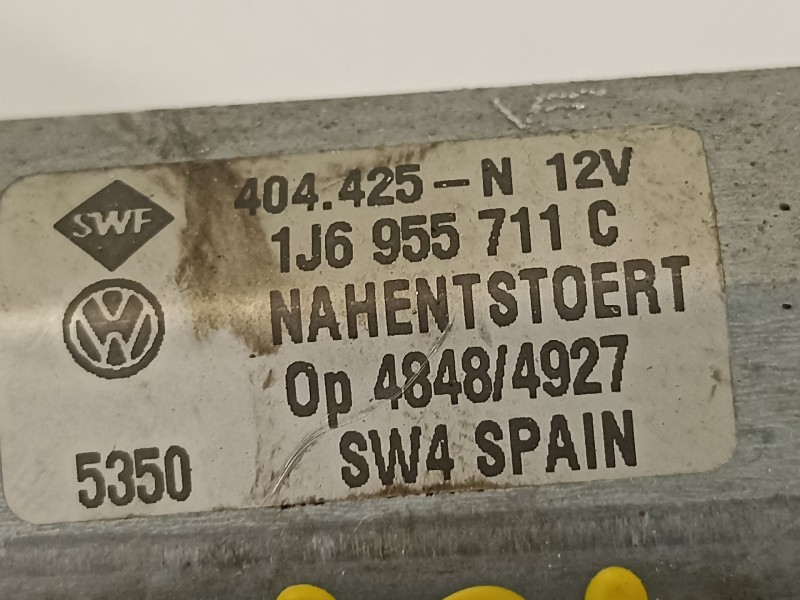 SWF
404.425-N 12V
1J6 955 711 C
NAHENTSTOERT
Op 4848/4927
5350
SW4 SPAIN